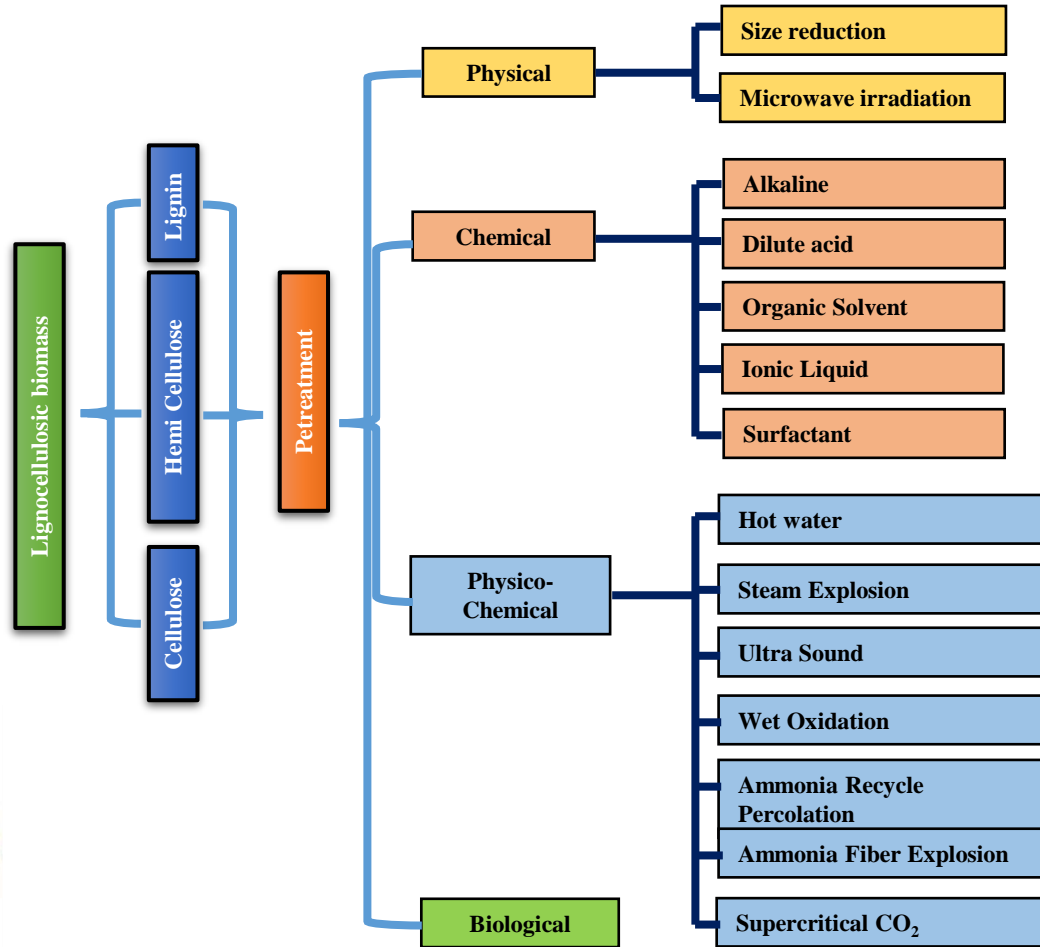 Lignocellulosic biomass
Lignin
Hemi Cellulose
Cellulose
Petreatment
Physical
Size reduction
Microwave irradiation
Chemical
Alkaline
Dilute acid
Organic Solvent
Ionic Liquid
Surfactant
Physico-
Chemical
Hot water
Steam Explosion
Ultra Sound
Wet Oxidation
Ammonia Recycle
Percolation
Ammonia Fiber Explosion
Supercritical CO₂
Biological